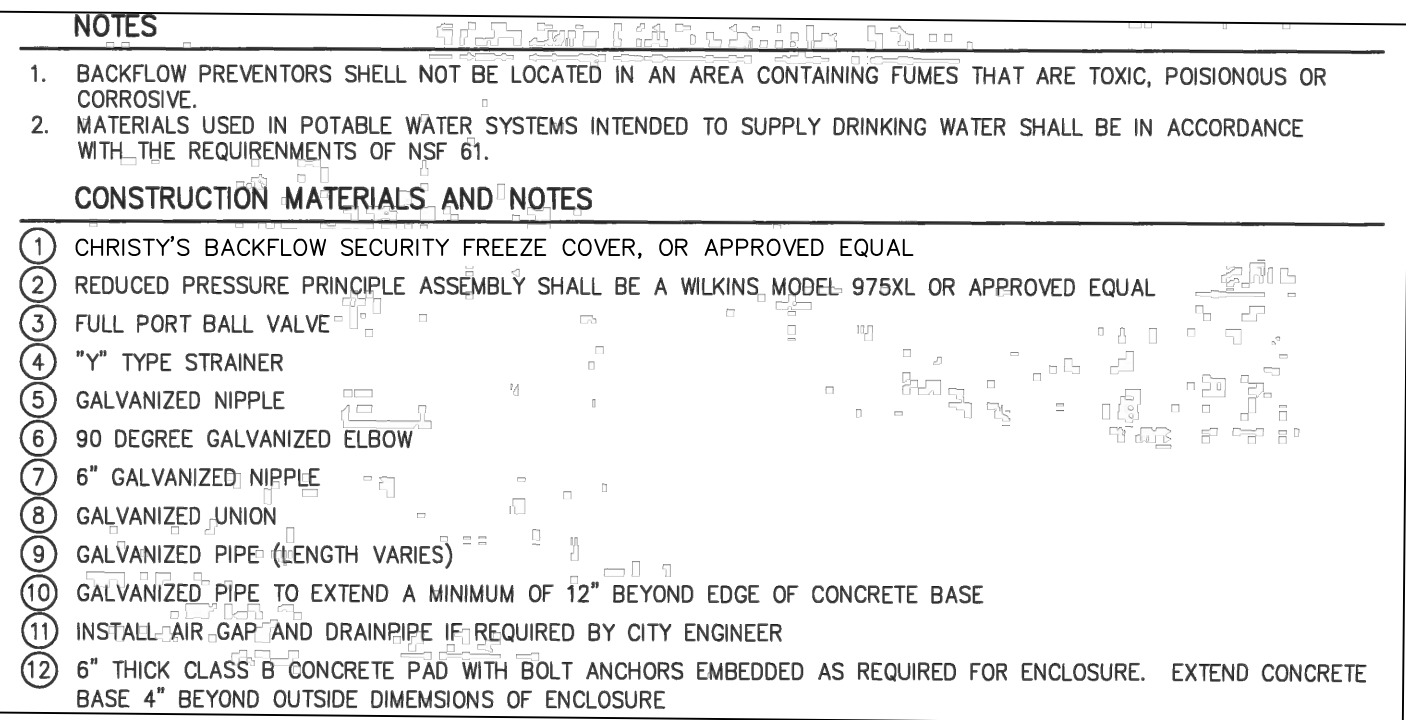 NOTES
1. BACKFLOW PREVENTORS SHELL NOT BE LOCATED IN AN AREA CONTAINING FUMES THAT ARE TOXIC, POISIONOUS OR
CORROSIVE.
2. MATERIALS USED IN POTABLE WATER SYSTEMS INTENDED TO SUPPLY DRINKING WATER SHALL BE IN ACCORDANCE
WITH THE REQUIRENMENTS OF NSF 61.
CONSTRUCTION MATERIALS AND NOTES
1 CHRISTY'S BACKFLOW SECURITY FREEZE COVER, OR APPROVED EQUAL
2 REDUCED PRESSURE PRINCIPLE ASSEMBLY SHALL BE A WILKINS MODEL 975XL OR APPROVED EQUAL
3 FULL PORT BALL VALVE
4 "Y" TYPE STRAINER
5 GALVANIZED NIPPLE
6 90 DEGREE GALVANIZED ELBOW
7 6" GALVANIZED NIPPLE
8 GALVANIZED UNION
9 GALVANIZED PIPE (LENGTH VARIES)
10 GALVANIZED PIPE TO EXTEND A MINIMUM OF 12" BEYOND EDGE OF CONCRETE BASE
11 INSTALL AIR GAP AND DRAINPIPE IF REQUIRED BY CITY ENGINEER
12 6" THICK CLASS B CONCRETE PAD WITH BOLT ANCHORS EMBEDDED AS REQUIRED FOR ENCLOSURE. EXTEND CONCRETE
BASE 4" BEYOND OUTSIDE DIMEMSIONS OF ENCLOSURE